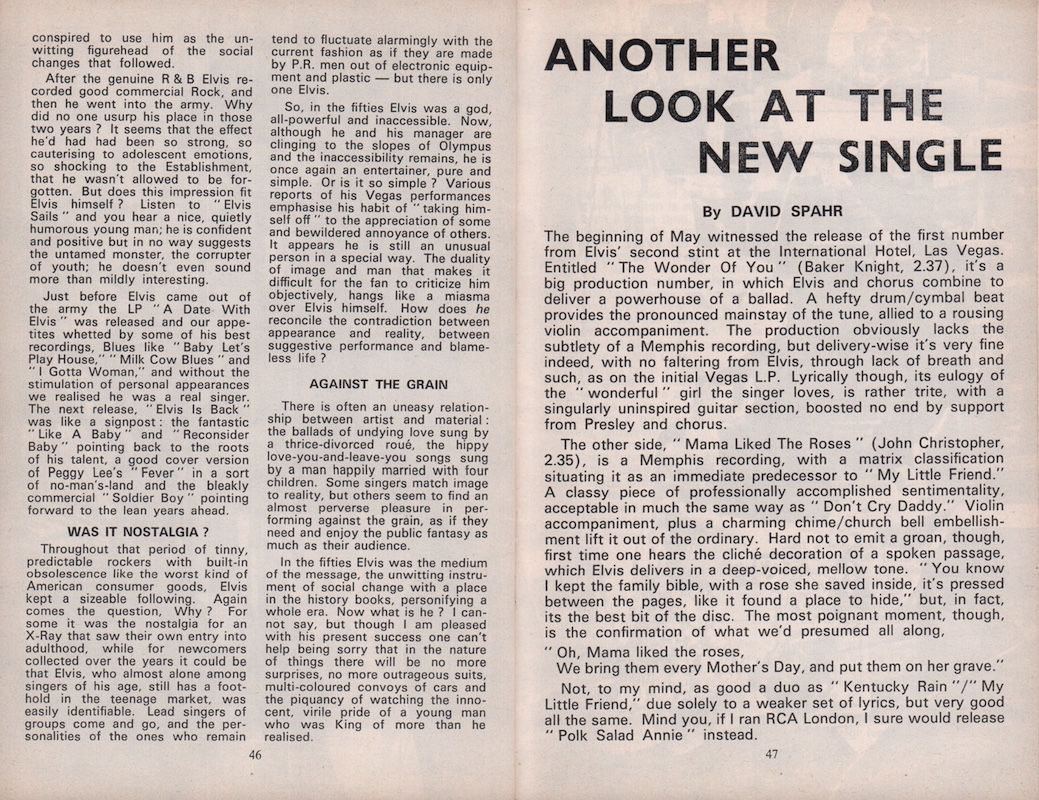 conspired to use him as the un-
witting figurehead of the social
changes that followed.
After the genuine R & B Elvis re-
corded good commercial Rock, and
then he went into the army. Why
did no one usurp his place in those
two years ? It seems that the effect
he'd had had been so strong, so
cauterising to adolescent emotions,
so shocking to the Establishment,
that he wasn't allowed to be for-
gotten. But does this impression fit
Elvis himself ? Listen to "Elvis
Sails" and you hear a nice, quietly
humorous young man; he is confident
and positive but in no way suggests
the untamed monster, the corrupter
of youth; he doesn't even sound
more than mildly interesting.
Just before Elvis came out of
the army the LP "A Date With
Elvis" was released and our appe-
tites whetted by some of his best
recordings, Blues like "Baby Let's
Play House," "Milk Cow Blues" and
"I Gotta Woman," and without the
stimulation of personal appearances
we realised he was a real singer.
The next release, "Elvis Is Back"
was like a signpost : the fantastic
"Like A Baby" and "Reconsider
Baby" pointing back to the roots
of his talent, a good cover version
of Peggy Lee's "Fever" in a sort
of no-man's-land and the bleakly
commercial "Soldier Boy" pointing
forward to the lean years ahead.
WAS IT NOSTALGIA ?
Throughout that period of tinny,
predictable rockers with built-in
obsolescence like the worst kind of
American consumer goods, Elvis
kept a sizeable following. Again
comes the question, Why ? For
some it was the nostalgia for an
X-Ray that saw their own entry into
adulthood, while for newcomers
collected over the years it could be
that Elvis, who almost alone among
singers of his age, still has a foot-
hold in the teenage market, was
easily identifiable. Lead singers of
groups come and go, and the per-
sonalities of the ones who remain
tend to fluctuate alarmingly with the
current fashion as if they are made
by P.R. men out of electronic equip-
ment and plastic — but there is only
one Elvis.
So, in the fifties Elvis was a god,
all-powerful and inaccessible. Now,
although he and his manager are
clinging to the slopes of Olympus
and the inaccessibility remains, he is
once again an entertainer, pure and
simple. Or is it so simple ? Various
reports of his Vegas performances
emphasise his habit of "taking him-
self off" to the appreciation of some
and bewildered annoyance of others.
It appears he is still an unusual
person in a special way. The duality
of image and man that makes it
difficult for the fan to criticize him
objectively, hangs like a miasma
over Elvis himself. How does he
reconcile the contradiction between
appearance and reality, between
suggestive performance and blame-
less life ?
AGAINST THE GRAIN
There is often an uneasy relation-
ship between artist and material :
the ballads of undying love sung by
a thrice-divorced roué, the hippy
love-you-and-leave-you songs sung
by a man happily married with four
children. Some singers match image
to reality, but others seem to find an
almost perverse pleasure in per-
forming against the grain, as if they
need and enjoy the public fantasy as
much as their audience.
In the fifties Elvis was the medium
of the message, the unwitting instru-
ment of social change with a place
in the history books, personifying a
whole era. Now what is he ? I can-
not say, but though I am pleased
with his present success one can't
help being sorry that in the nature
of things there will be no more
surprises, no more outrageous suits,
multi-coloured convoys of cars and
the piquancy of watching the inno-
cent, virile pride of a young man
who was King of more than he
realised.
46
ANOTHER
LOOK AT THE
NEW SINGLE
By DAVID SPAHR
The beginning of May witnessed the release of the first number
from Elvis' second stint at the International Hotel, Las Vegas.
Entitled "The Wonder Of You" (Baker Knight, 2.37), it's a
big production number, in which Elvis and chorus combine to
deliver a powerhouse of a ballad. A hefty drum/cymbal beat
provides the pronounced mainstay of the tune, allied to a rousing
violin accompaniment. The production obviously lacks the
subtlety of a Memphis recording, but delivery-wise it's very fine
indeed, with no faltering from Elvis, through lack of breath and
such, as on the initial Vegas L.P. Lyrically though, its eulogy of
the "wonderful" girl the singer loves, is rather trite, with a
singularly uninspired guitar section, boosted no end by support
from Presley and chorus.
The other side, "Mama Liked The Roses" (John Christopher,
2.35), is a Memphis recording, with a matrix classification
situating it as an immediate predecessor to "My Little Friend."
A classy piece of professionally accomplished sentimentality,
acceptable in much the same way as "Don't Cry Daddy." Violin
accompaniment, plus a charming chime/church bell embellish-
ment lift it out of the ordinary. Hard not to emit a groan, though,
first time one hears the cliché decoration of a spoken passage,
which Elvis delivers in a deep-voiced, mellow tone. "You know
I kept the family bible, with a rose she saved inside, it's pressed
between the pages, like it found a place to hide," but, in fact,
its the best bit of the disc. The most poignant moment, though,
is the confirmation of what we'd presumed all along,
"Oh, Mama liked the roses,
We bring them every Mother's Day, and put them on her grave."
Not, to my mind, as good a duo as "Kentucky Rain"/"My
Little Friend," due solely to a weaker set of lyrics, but very good
all the same. Mind you, if I ran RCA London, I sure would release
"Polk Salad Annie" instead.
47